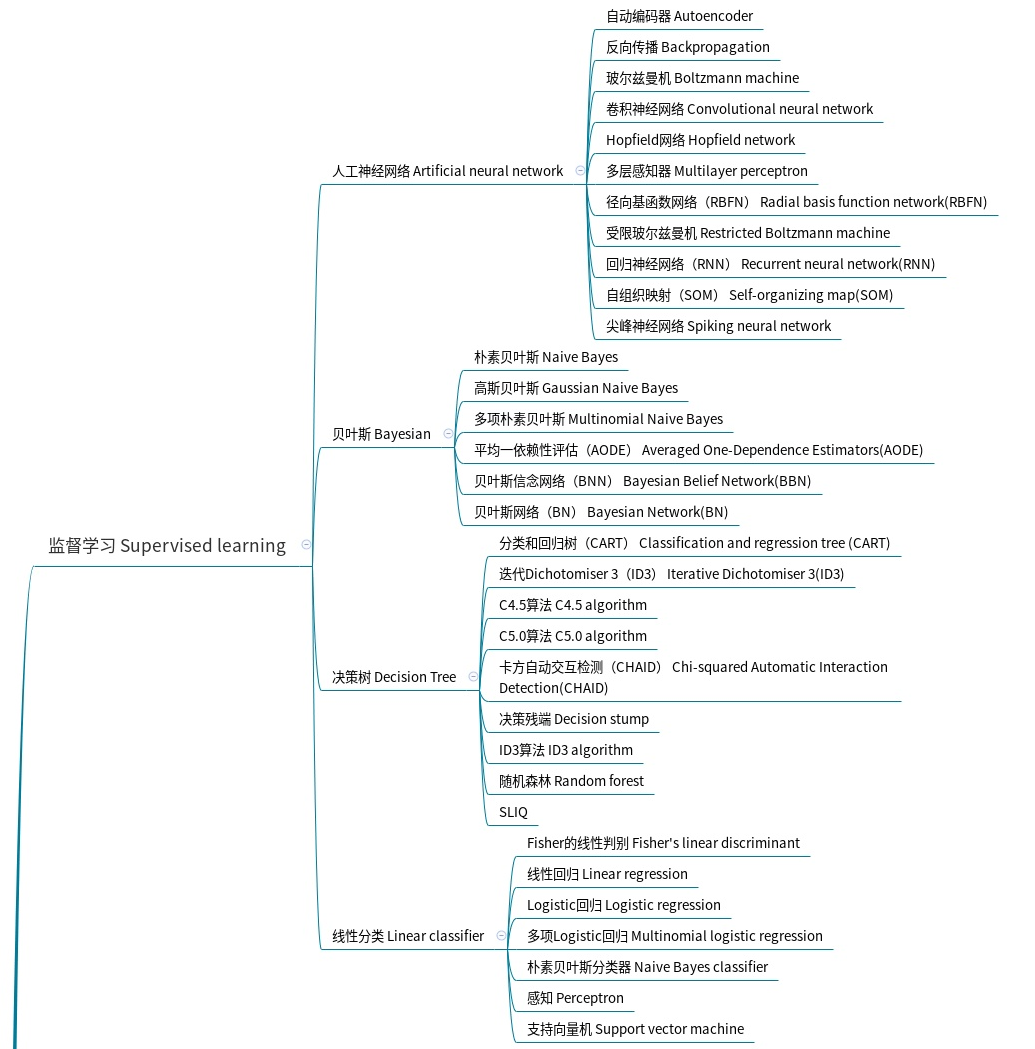 监督学习 Supervised learning
人工神经网络 Artificial neural network
自动编码器 Autoencoder
反向传播 Backpropagation
玻尔兹曼机 Boltzmann machine
卷积神经网络 Convolutional neural network
Hopfield网络 Hopfield network
多层感知器 Multilayer perceptron
径向基函数网络（RBFN） Radial basis function network(RBFN)
受限玻尔兹曼机 Restricted Boltzmann machine
回归神经网络（RNN） Recurrent neural network(RNN)
自组织映射（SOM） Self-organizing map(SOM)
尖峰神经网络 Spiking neural network
贝叶斯 Bayesian
朴素贝叶斯 Naive Bayes
高斯贝叶斯 Gaussian Naive Bayes
多项朴素贝叶斯 Multinomial Naive Bayes
平均一依赖性评估（AODE） Averaged One-Dependence Estimators(AODE)
贝叶斯信念网络（BNN） Bayesian Belief Network(BBN)
贝叶斯网络（BN） Bayesian Network(BN)
决策树 Decision Tree
分类和回归树（CART） Classification and regression tree (CART)
迭代Dichotomiser 3（ID3） Iterative Dichotomiser 3(ID3)
C4.5算法 C4.5 algorithm
C5.0算法 C5.0 algorithm
卡方自动交互检测（CHAID） Chi-squared Automatic Interaction
Detection(CHAID)
决策残端 Decision stump
ID3算法 ID3 algorithm
随机森林 Random forest
SLIQ
线性分类 Linear classifier
Fisher的线性判别 Fisher's linear discriminant
线性回归 Linear regression
Logistic回归 Logistic regression
多项Logistic回归 Multinomial logistic regression
朴素贝叶斯分类器 Naive Bayes classifier
感知 Perceptron
支持向量机 Support vector machine